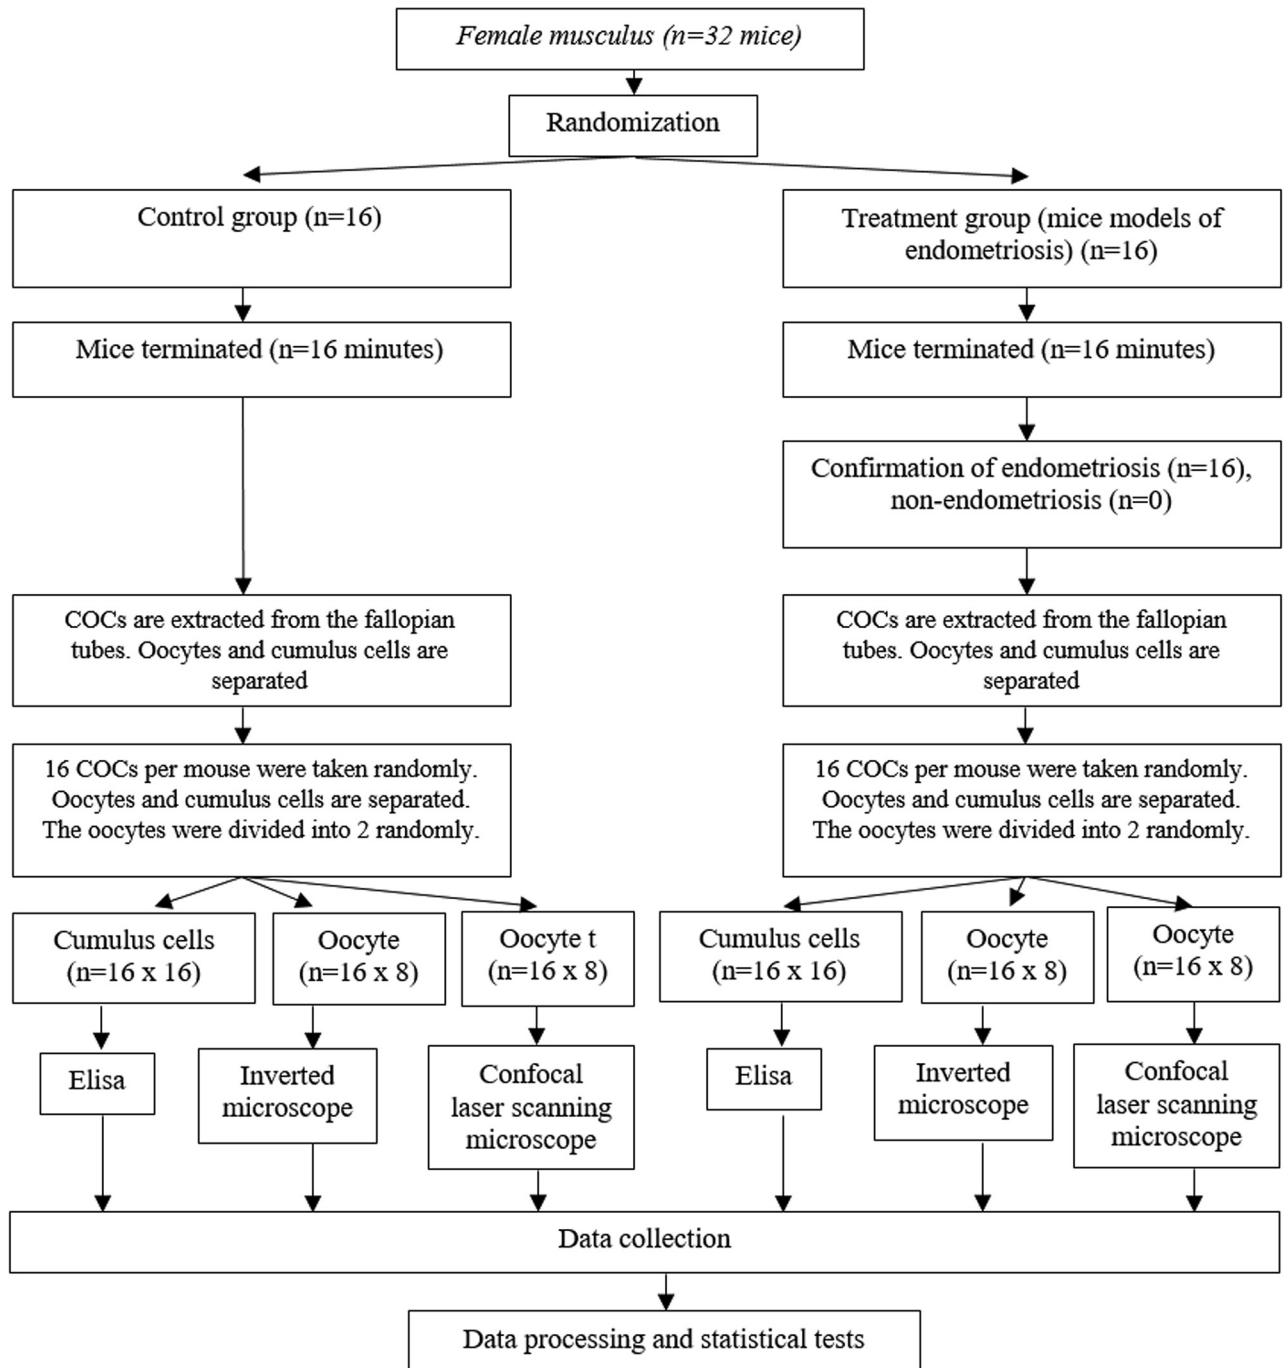 Female musculus (n=32 mice)
Randomization
Control group (n=16)
Treatment group (mice models of
endometriosis) (n=16)
Mice terminated (n=16 minutes)
Mice terminated (n=16 minutes)
Confirmation of endometriosis (n=16),
non-endometriosis (n=0)
COCs are extracted from the fallopian
tubes. Oocytes and cumulus cells are
separated
COCs are extracted from the fallopian
tubes. Oocytes and cumulus cells are
separated
16 COCs per mouse were taken randomly.
Oocytes and cumulus cells are separated.
The oocytes were divided into 2 randomly.
16 COCs per mouse were taken randomly.
Oocytes and cumulus cells are separated.
The oocytes were divided into 2 randomly.
Cumulus cells
(n=16 x 16)
Oocyte
(n=16 x 8)
Oocyte t
(n=16 x 8)
Cumulus cells
(n=16 x 16)
Oocyte
(n=16 x 8)
Oocyte
(n=16 x 8)
Elisa
Inverted
microscope
Confocal
laser scanning
microscope
Elisa
Inverted
microscope
Confocal
laser scanning
microscope
Data collection
Data processing and statistical tests